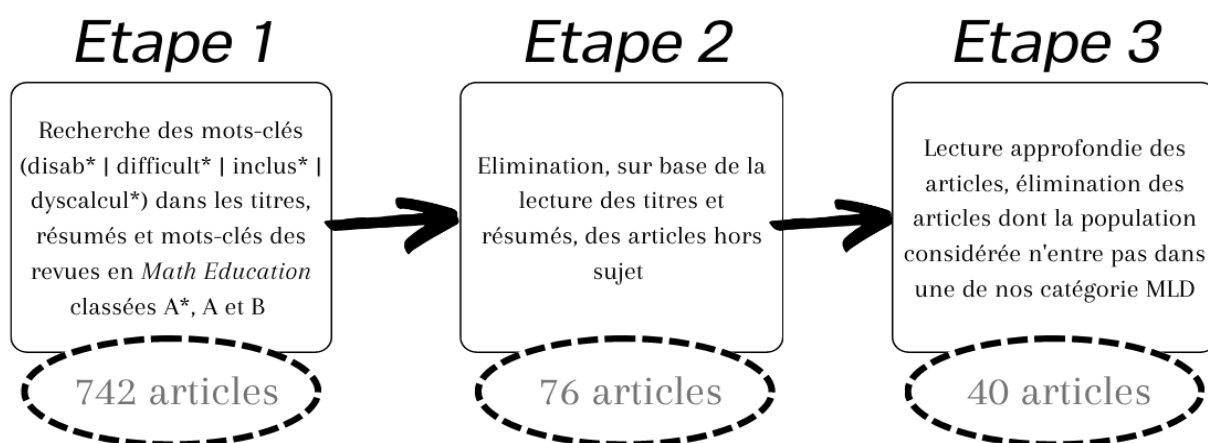 Etape 1
Recherche des mots-clés
(disab* | difficult* | inclus* |
dyscalcul*) dans les titres,
résumés et mots-clés des
revues en Math Education
classées A*, A et B
742 articles
Etape 2
Elimination, sur base de la
lecture des titres et
résumés, des articles hors
sujet
76 articles
Etape 3
Lecture approfondie des
articles, élimination des
articles dont la population
considérée n'entre pas dans
une de nos catégorie MLD
40 articles